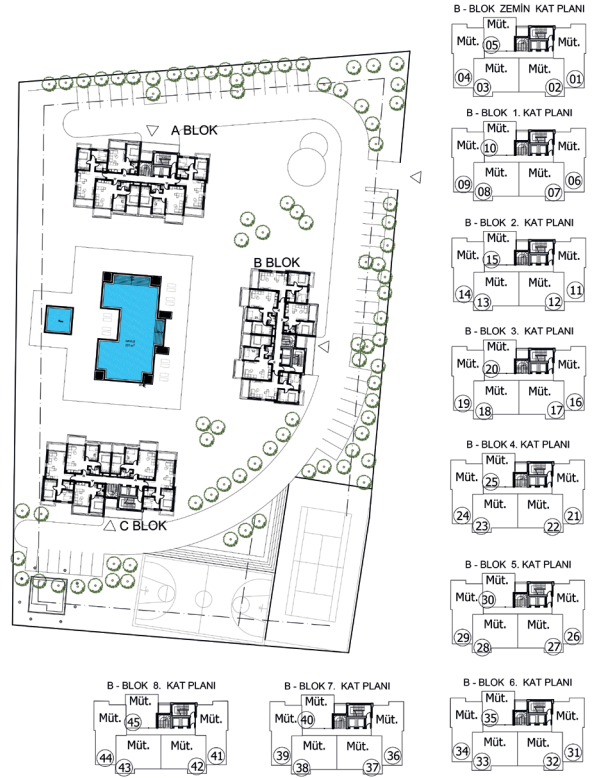 B - BLOK ZEMİN KAT PLANI
Müt.
05
Müt. Müt.
Müt. Müt.
04 03 02 01
B - BLOK 1. KAT PLANI
Müt.
10
Müt. Müt.
Müt. Müt.
09 08 07 06
B - BLOK 2. KAT PLANI
Müt.
15
Müt. Müt.
Müt. Müt.
14 13 12 11
B - BLOK 3. KAT PLANI
Müt.
20
Müt. Müt.
Müt. Müt.
19 18 17 16
B - BLOK 4. KAT PLANI
Müt.
25
Müt. Müt.
Müt. Müt.
24 23 22 21
B - BLOK 5. KAT PLANI
Müt.
30
Müt. Müt.
Müt. Müt.
29 28 27 26
B - BLOK 6. KAT PLANI
Müt.
35
Müt. Müt.
Müt. Müt.
34 33 32 31
B - BLOK 7. KAT PLANI
Müt.
40
Müt. Müt.
Müt. Müt.
39 38 37 36
B - BLOK 8. KAT PLANI
Müt.
45
Müt. Müt.
Müt. Müt.
44 43 42 41
A BLOK
B BLOK
C BLOK